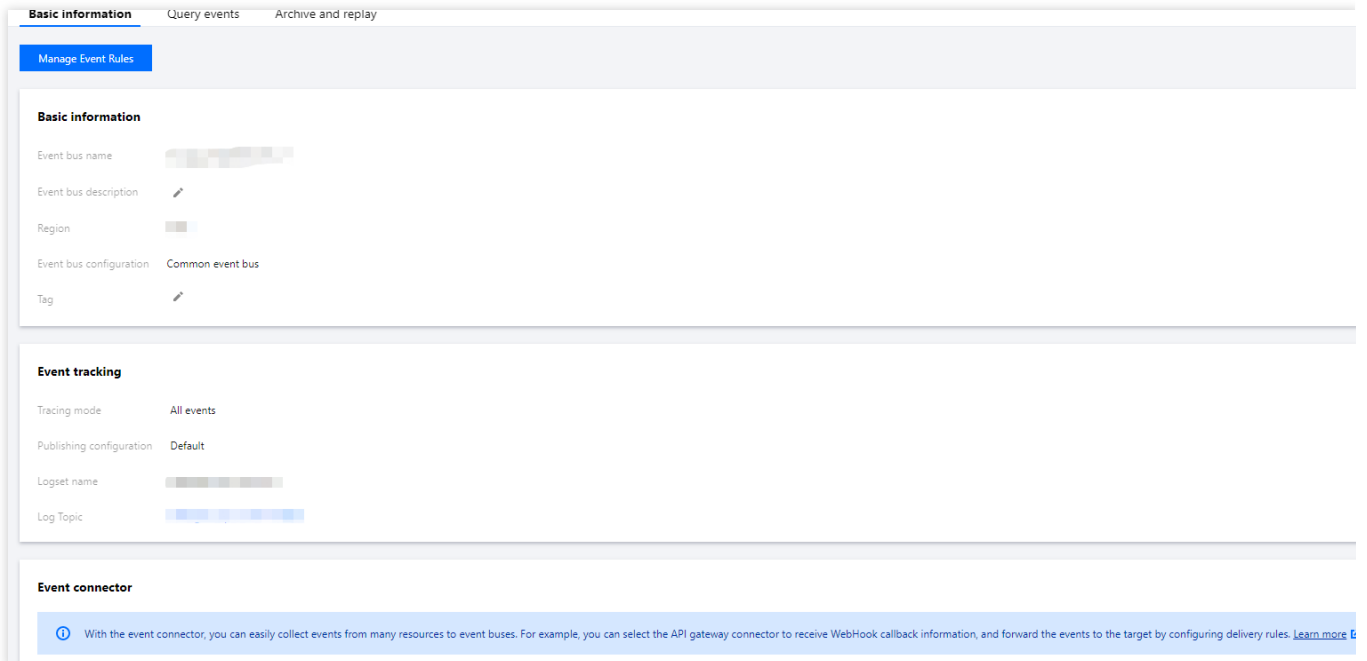 Basic information Query events Archive and replay
Manage Event Rules
Basic information
Event bus name
Event bus description
Region
Event bus configuration Common event bus
Tag
Event tracking
Tracing mode All events
Publishing configuration Default
Logset name
Log Topic
Event connector
With the event connector, you can easily collect events from many resources to event buses. For example, you can select the API gateway connector to receive WebHook callback information, and forward the events to the target by configuring delivery rules. Learn more